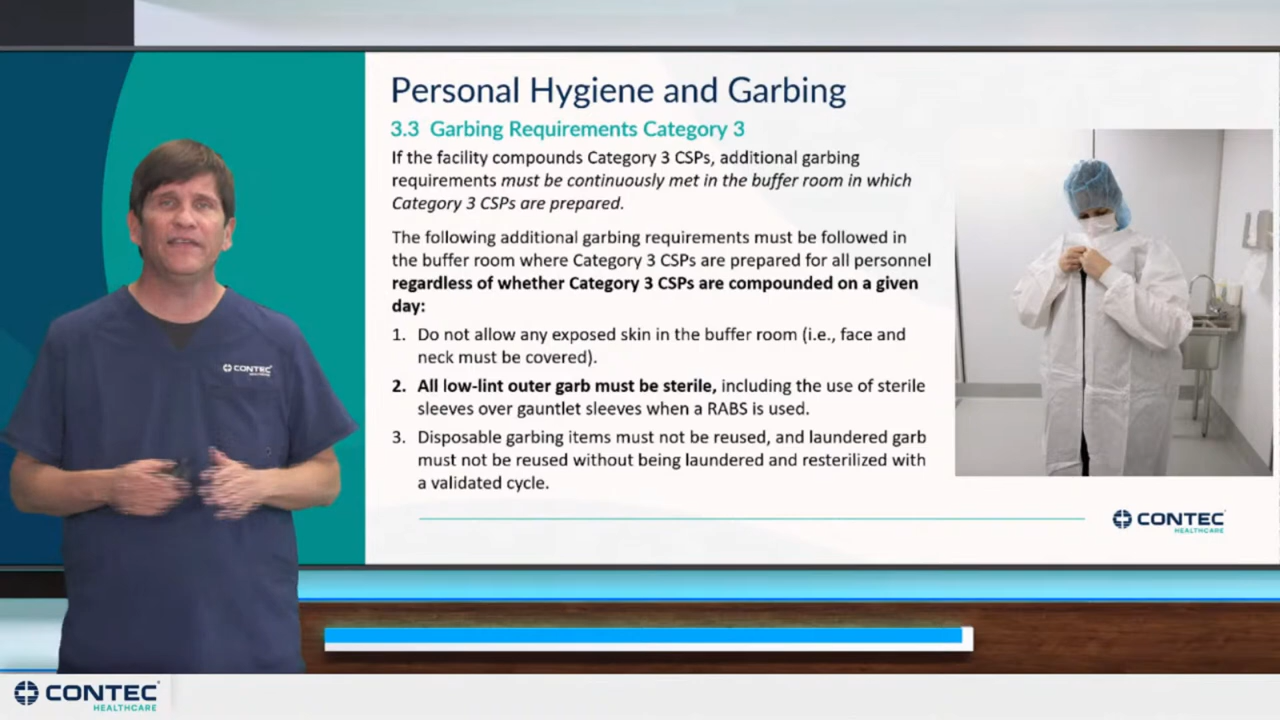 Personal Hygiene and Garbing
3.3 Garbing Requirements Category 3
If the facility compounds Category 3 CSPs, additional garbing
requirements must be continuously met in the buffer room in which
Category 3 CSPs are prepared.
The following additional garbing requirements must be followed in
the buffer room where Category 3 CSPs are prepared for all personnel
regardless of whether Category 3 CSPs are compounded on a given
day:
1. Do not allow any exposed skin in the buffer room (i.e., face and
neck must be covered).
2. All low-lint outer garb must be sterile, including the use of sterile
sleeves over gauntlet sleeves when a RABS is used.
3. Disposable garbing items must not be reused, and laundered garb
must not be reused without being laundered and resterilized with
a validated cycle.
CONTEC
HEALTHCARE
CONTEC
HEALTHCARE
CONTEC
HEALTHCARE